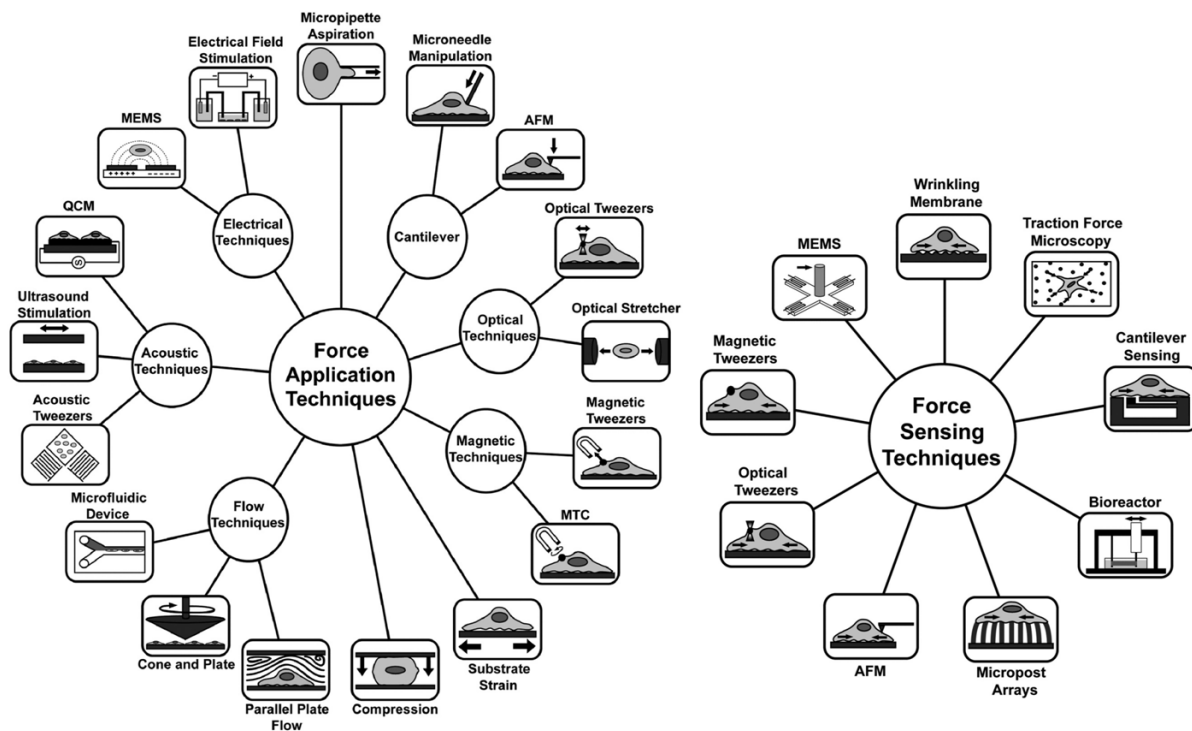 Micropipette
Aspiration
Electrical Field
Stimulation
− +
Microneedle
Manipulation
MEMS
+ + + + + − − − − −
AFM
QCM
S
Electrical
Techniques
Cantilever
Optical Tweezers
Ultrasound
Stimulation
Acoustic
Techniques
Force
Application
Techniques
Optical
Techniques
Optical Stretcher
Acoustic
Tweezers
Magnetic
Techniques
Magnetic
Tweezers
Microfluidic
Device
Flow
Techniques
MTC
Cone and Plate
Parallel Plate
Flow
Compression
Substrate
Strain
Wrinkling
Membrane
MEMS
Traction Force
Microscopy
Magnetic
Tweezers
Cantilever
Sensing
Force
Sensing
Techniques
Optical
Tweezers
Bioreactor
AFM
Micropost
Arrays